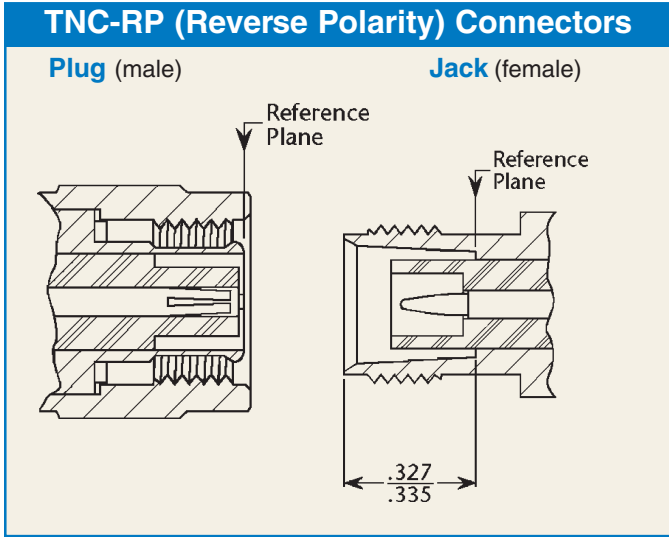 TNC-RP (Reverse Polarity) Connectors
Plug (male)
Jack (female)
Reference
Plane
Reference
Plane
.327
.335